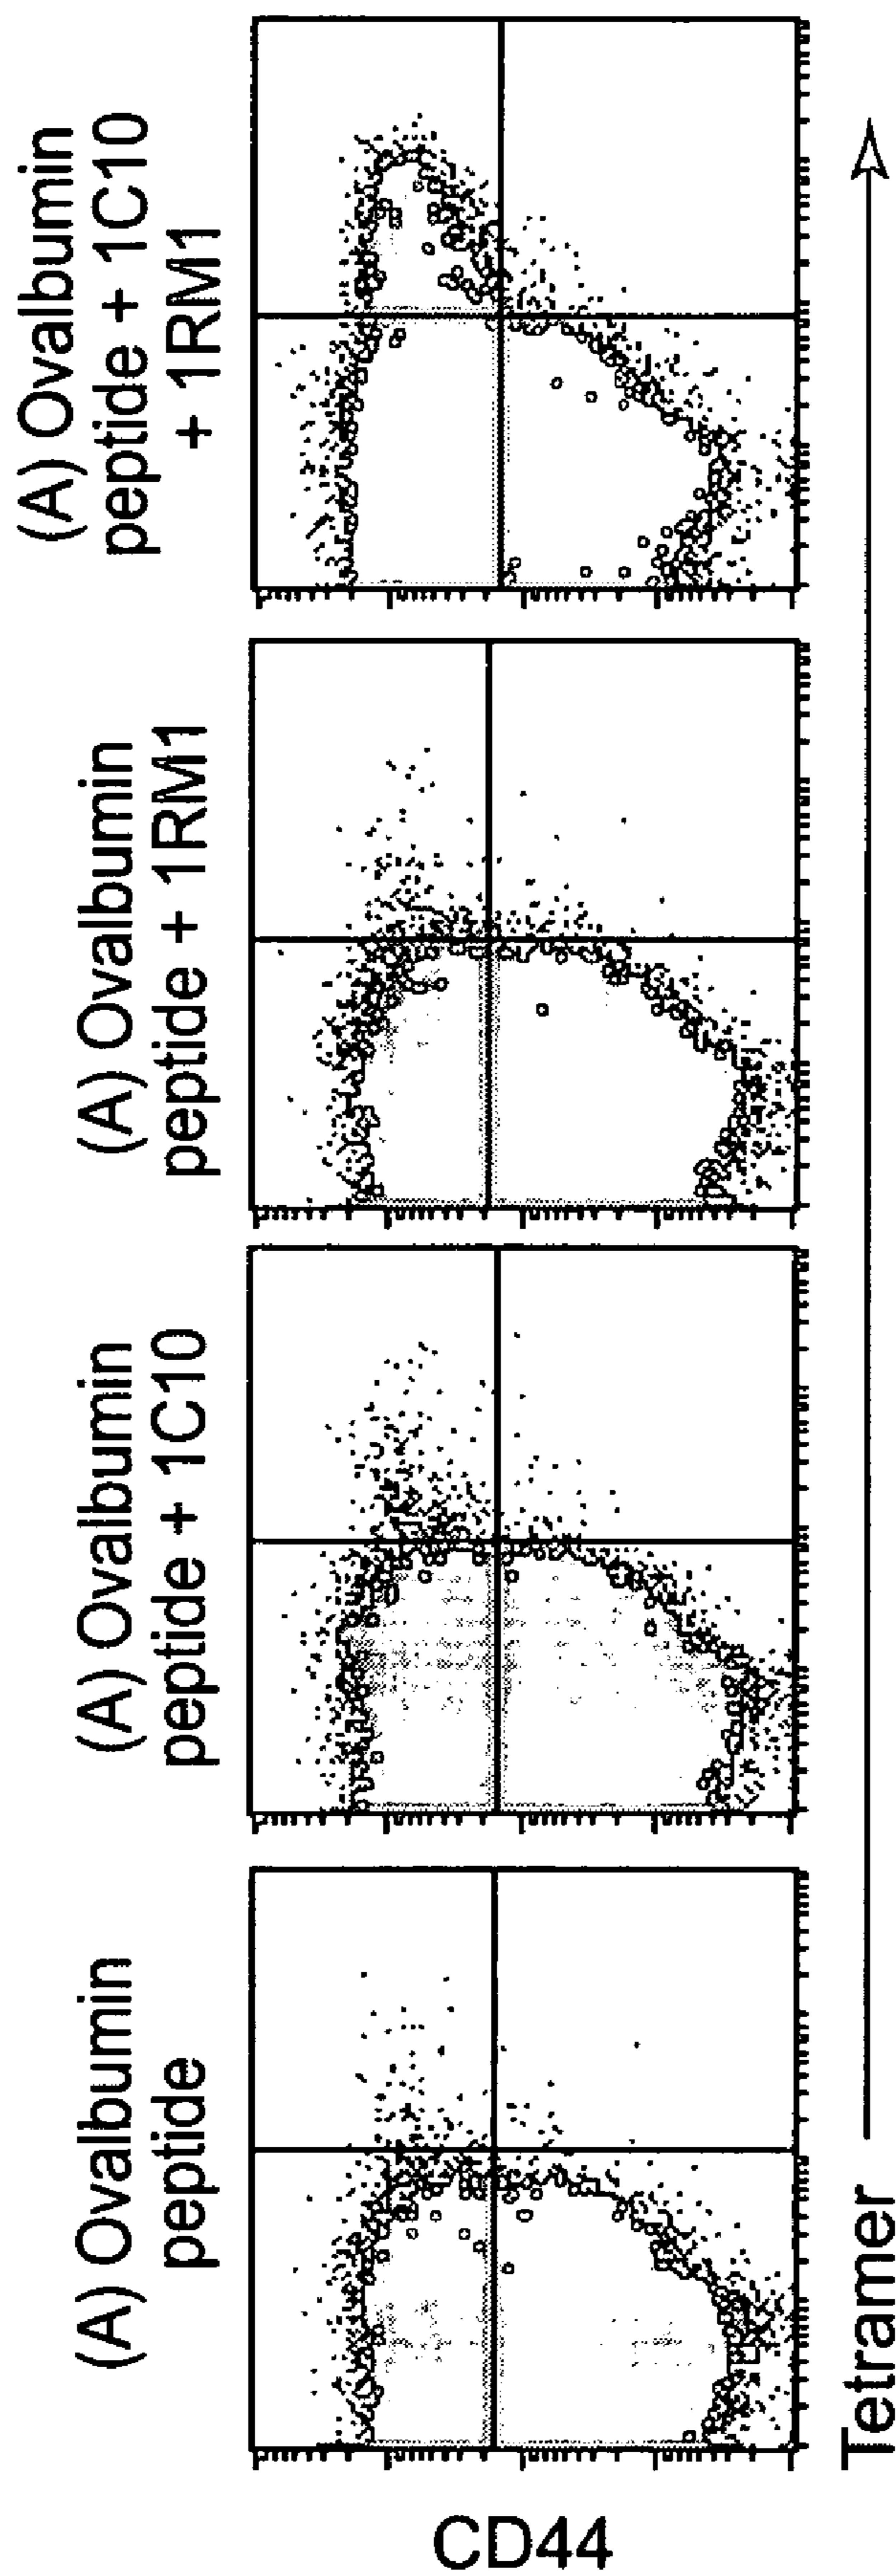 (A) Ovalbumin
peptide
(A) Ovalbumin
peptide + 1C10
(A) Ovalbumin
peptide + 1RM1
(A) Ovalbumin
peptide + 1C10
+ 1RM1
CD44
Tetramer